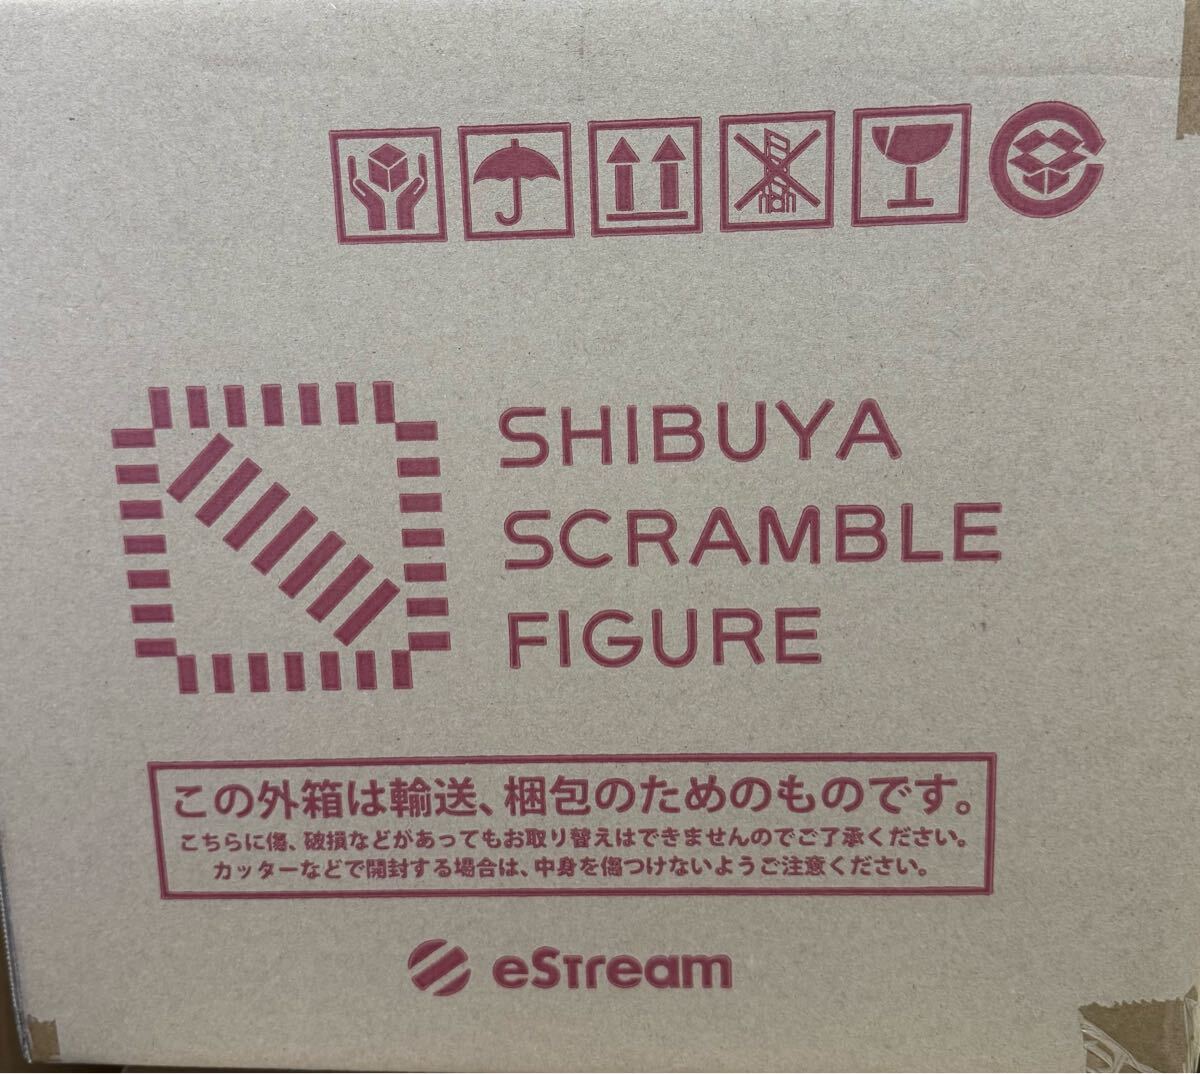 SHIBUYA
SCRAMBLE
FIGURE
この外箱は輸送、梱包のためのものです。
こちらに傷、破損などがあってもお取り替えはできませんのでご了承ください。
カッターなどで開封する場合は、中身を傷つけないようご注意ください。
eStream